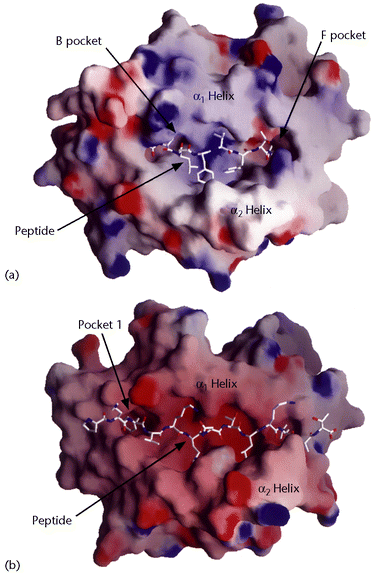 B pocket
F pocket
α1 Helix
Peptide
α2 Helix
(a)
Pocket 1
α1 Helix
Peptide
α2 Helix
(b)